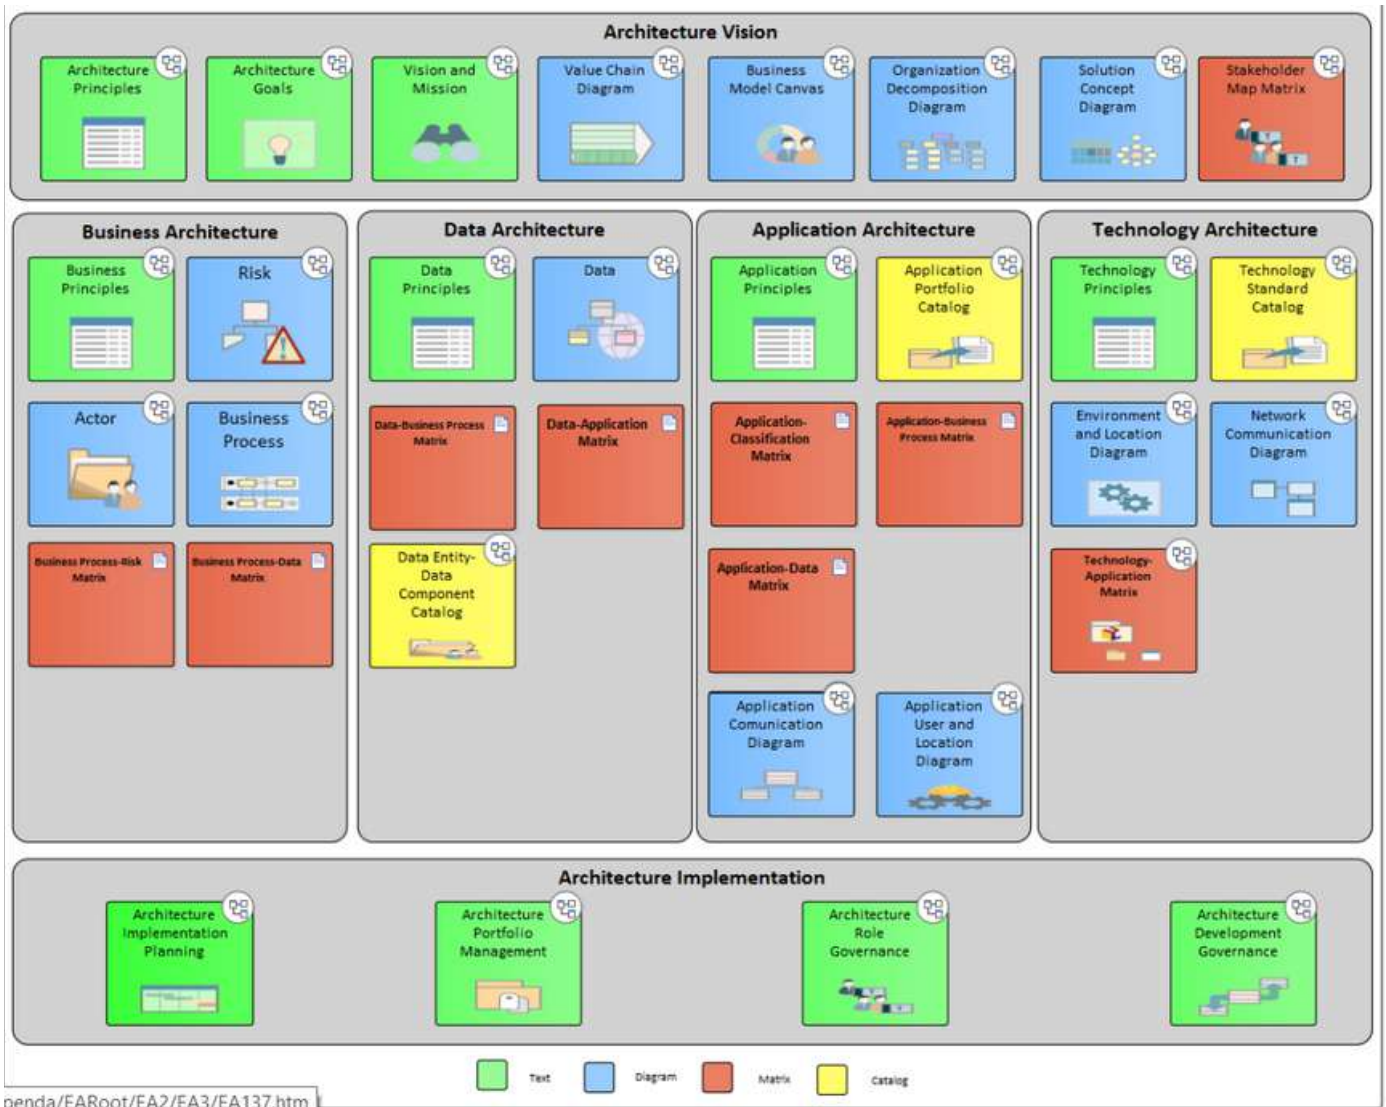 Architecture Vision
Architecture
Principles
Architecture
Goals
Vision and
Mission
Value Chain
Diagram
Business
Model Canvas
Organization
Decomposition
Diagram
Solution
Concept
Diagram
Stakeholder
Map Matrix
Business Architecture
Business
Principles
Risk
Actor
Business
Process
Business Process-Risk
Matrix
Business Process-Data
Matrix
Data Architecture
Data
Principles
Data
Data-Business Process
Matrix
Data-Application
Matrix
Data Entity-
Data
Component
Catalog
Application Architecture
Application
Principles
Application
Portfolio
Catalog
Application-
Classification
Matrix
Application-Business
Process Matrix
Application-Data
Matrix
Application
Comunication
Diagram
Application
User and
Location
Diagram
Technology Architecture
Technology
Principles
Technology
Standard
Catalog
Environment
and Location
Diagram
Network
Communication
Diagram
Technology-
Application
Matrix
Architecture Implementation
Architecture
Implementation
Planning
Architecture
Portfolio
Management
Architecture
Role
Governance
Architecture
Development
Governance
Text
Diagram
Matrix
Catalog
penda/EARoot/EA2/EA3/EA137.htm